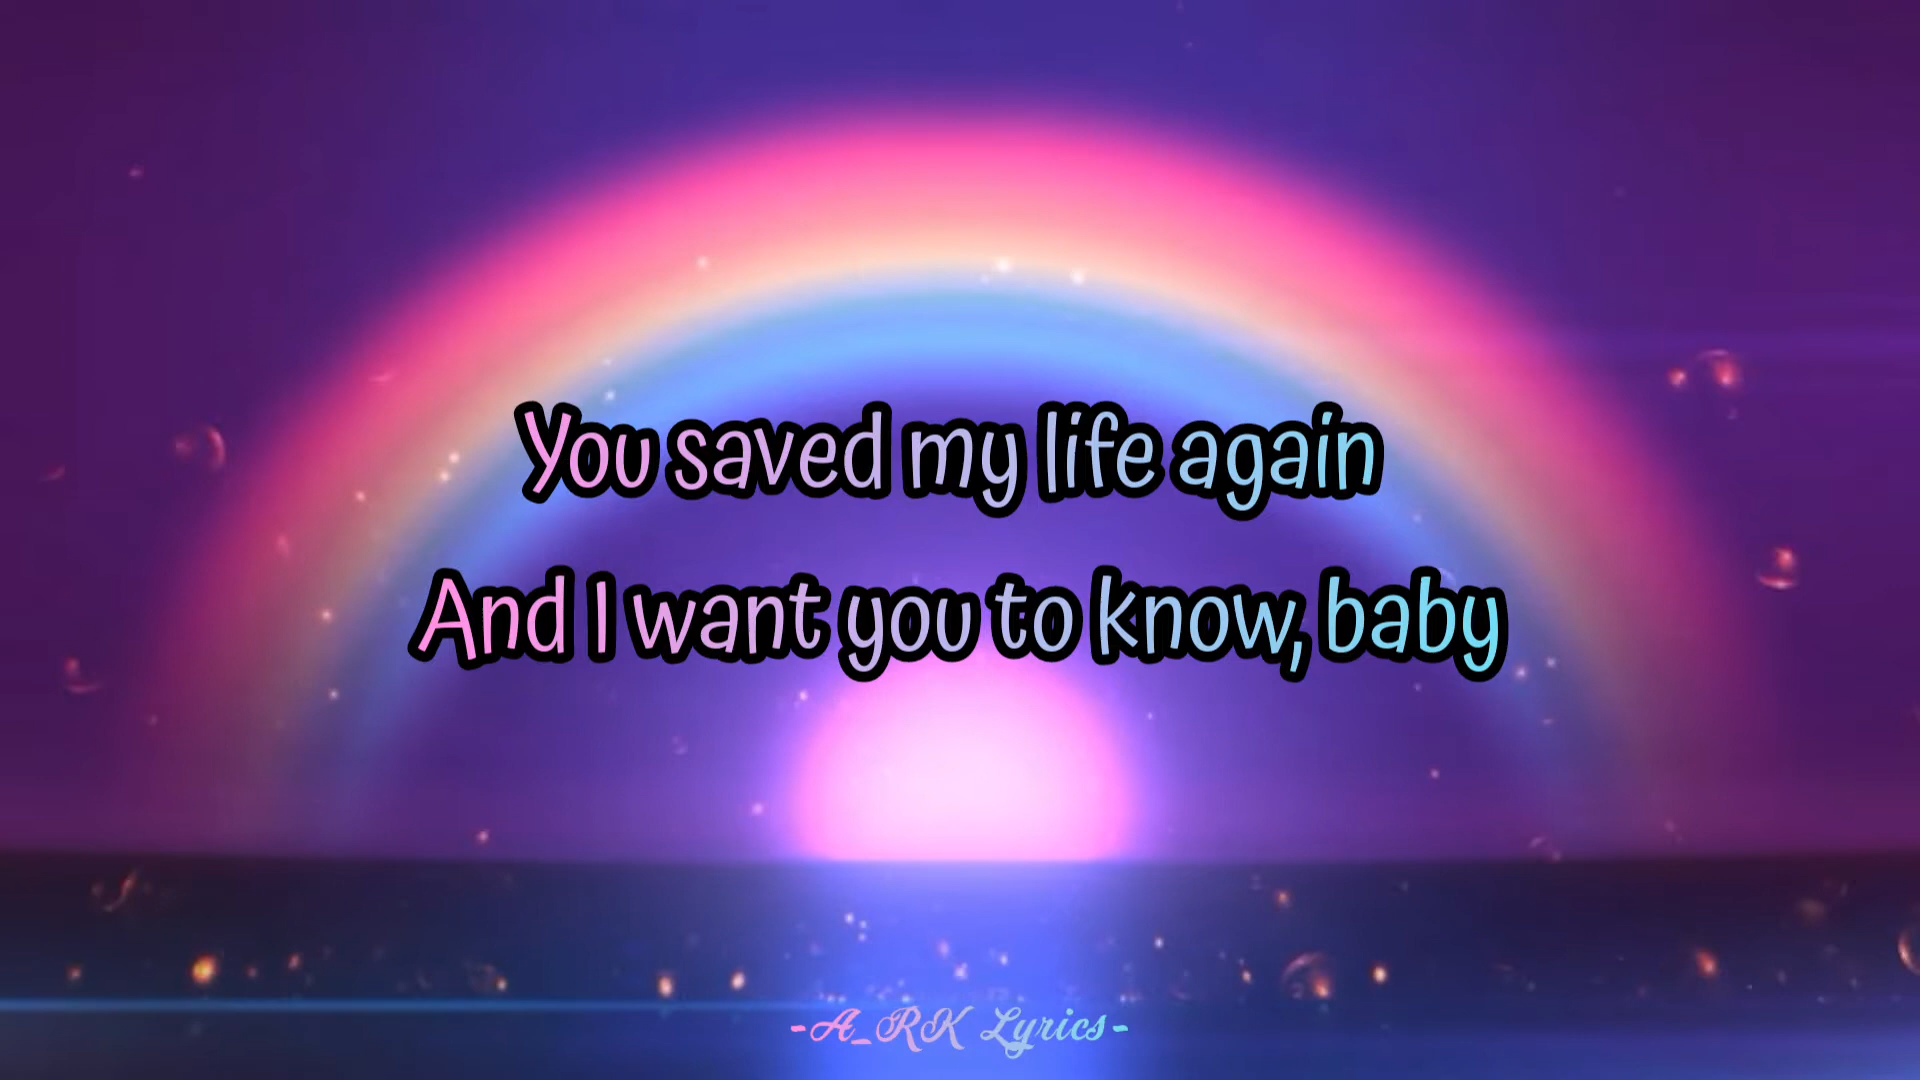 You saved my life again
And I want you to know, baby
-A_RK Lyrics-